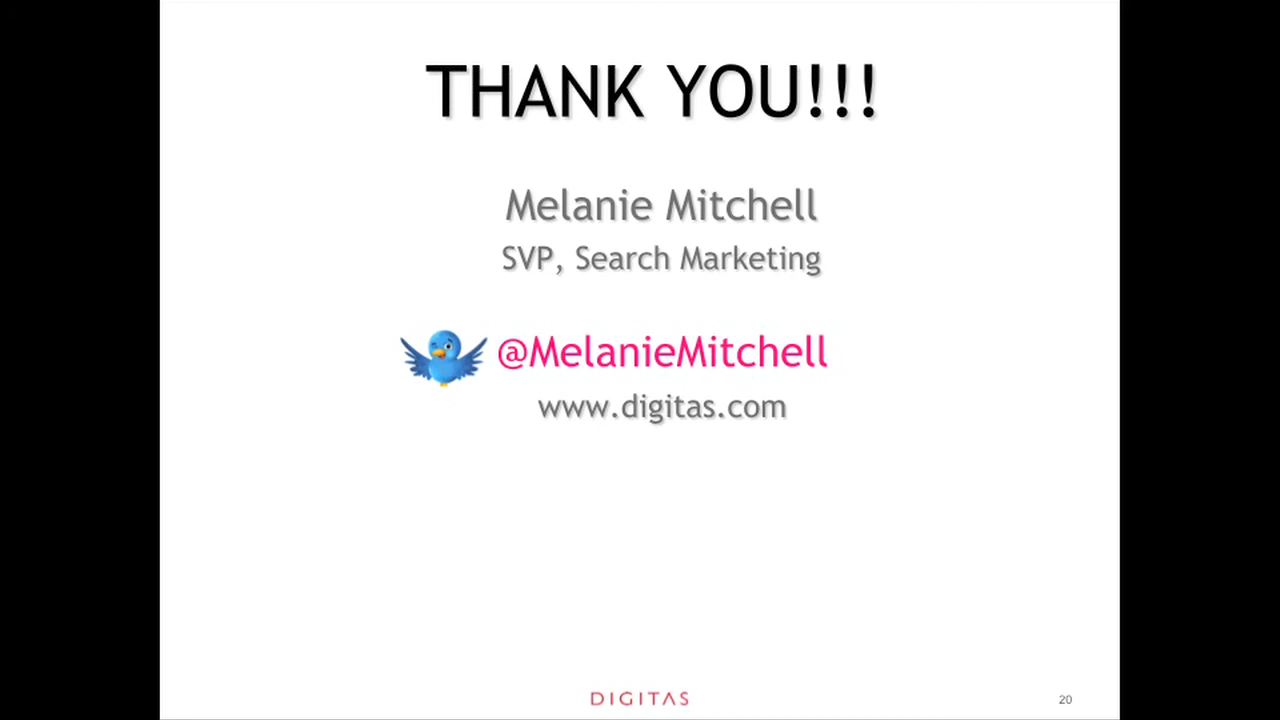 THANK YOU!!!
Melanie Mitchell
SVP, Search Marketing
@MelanieMitchell
www.digitas.com
DIGITAS
20